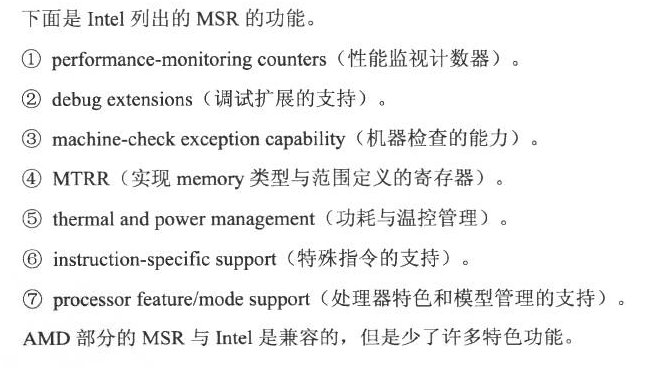 下面是 Intel 列出的 MSR 的功能。
① performance-monitoring counters（性能监视计数器）。
② debug extensions（调试扩展的支持）。
③ machine-check exception capability（机器检查的能力）。
④ MTRR（实现 memory 类型与范围定义的寄存器）。
⑤ thermal and power management（功耗与温控管理）。
⑥ instruction-specific support（特殊指令的支持）。
⑦ processor feature/mode support（处理器特色和模型管理的支持）。
AMD 部分的 MSR 与 Intel 是兼容的，但是少了许多特色功能。